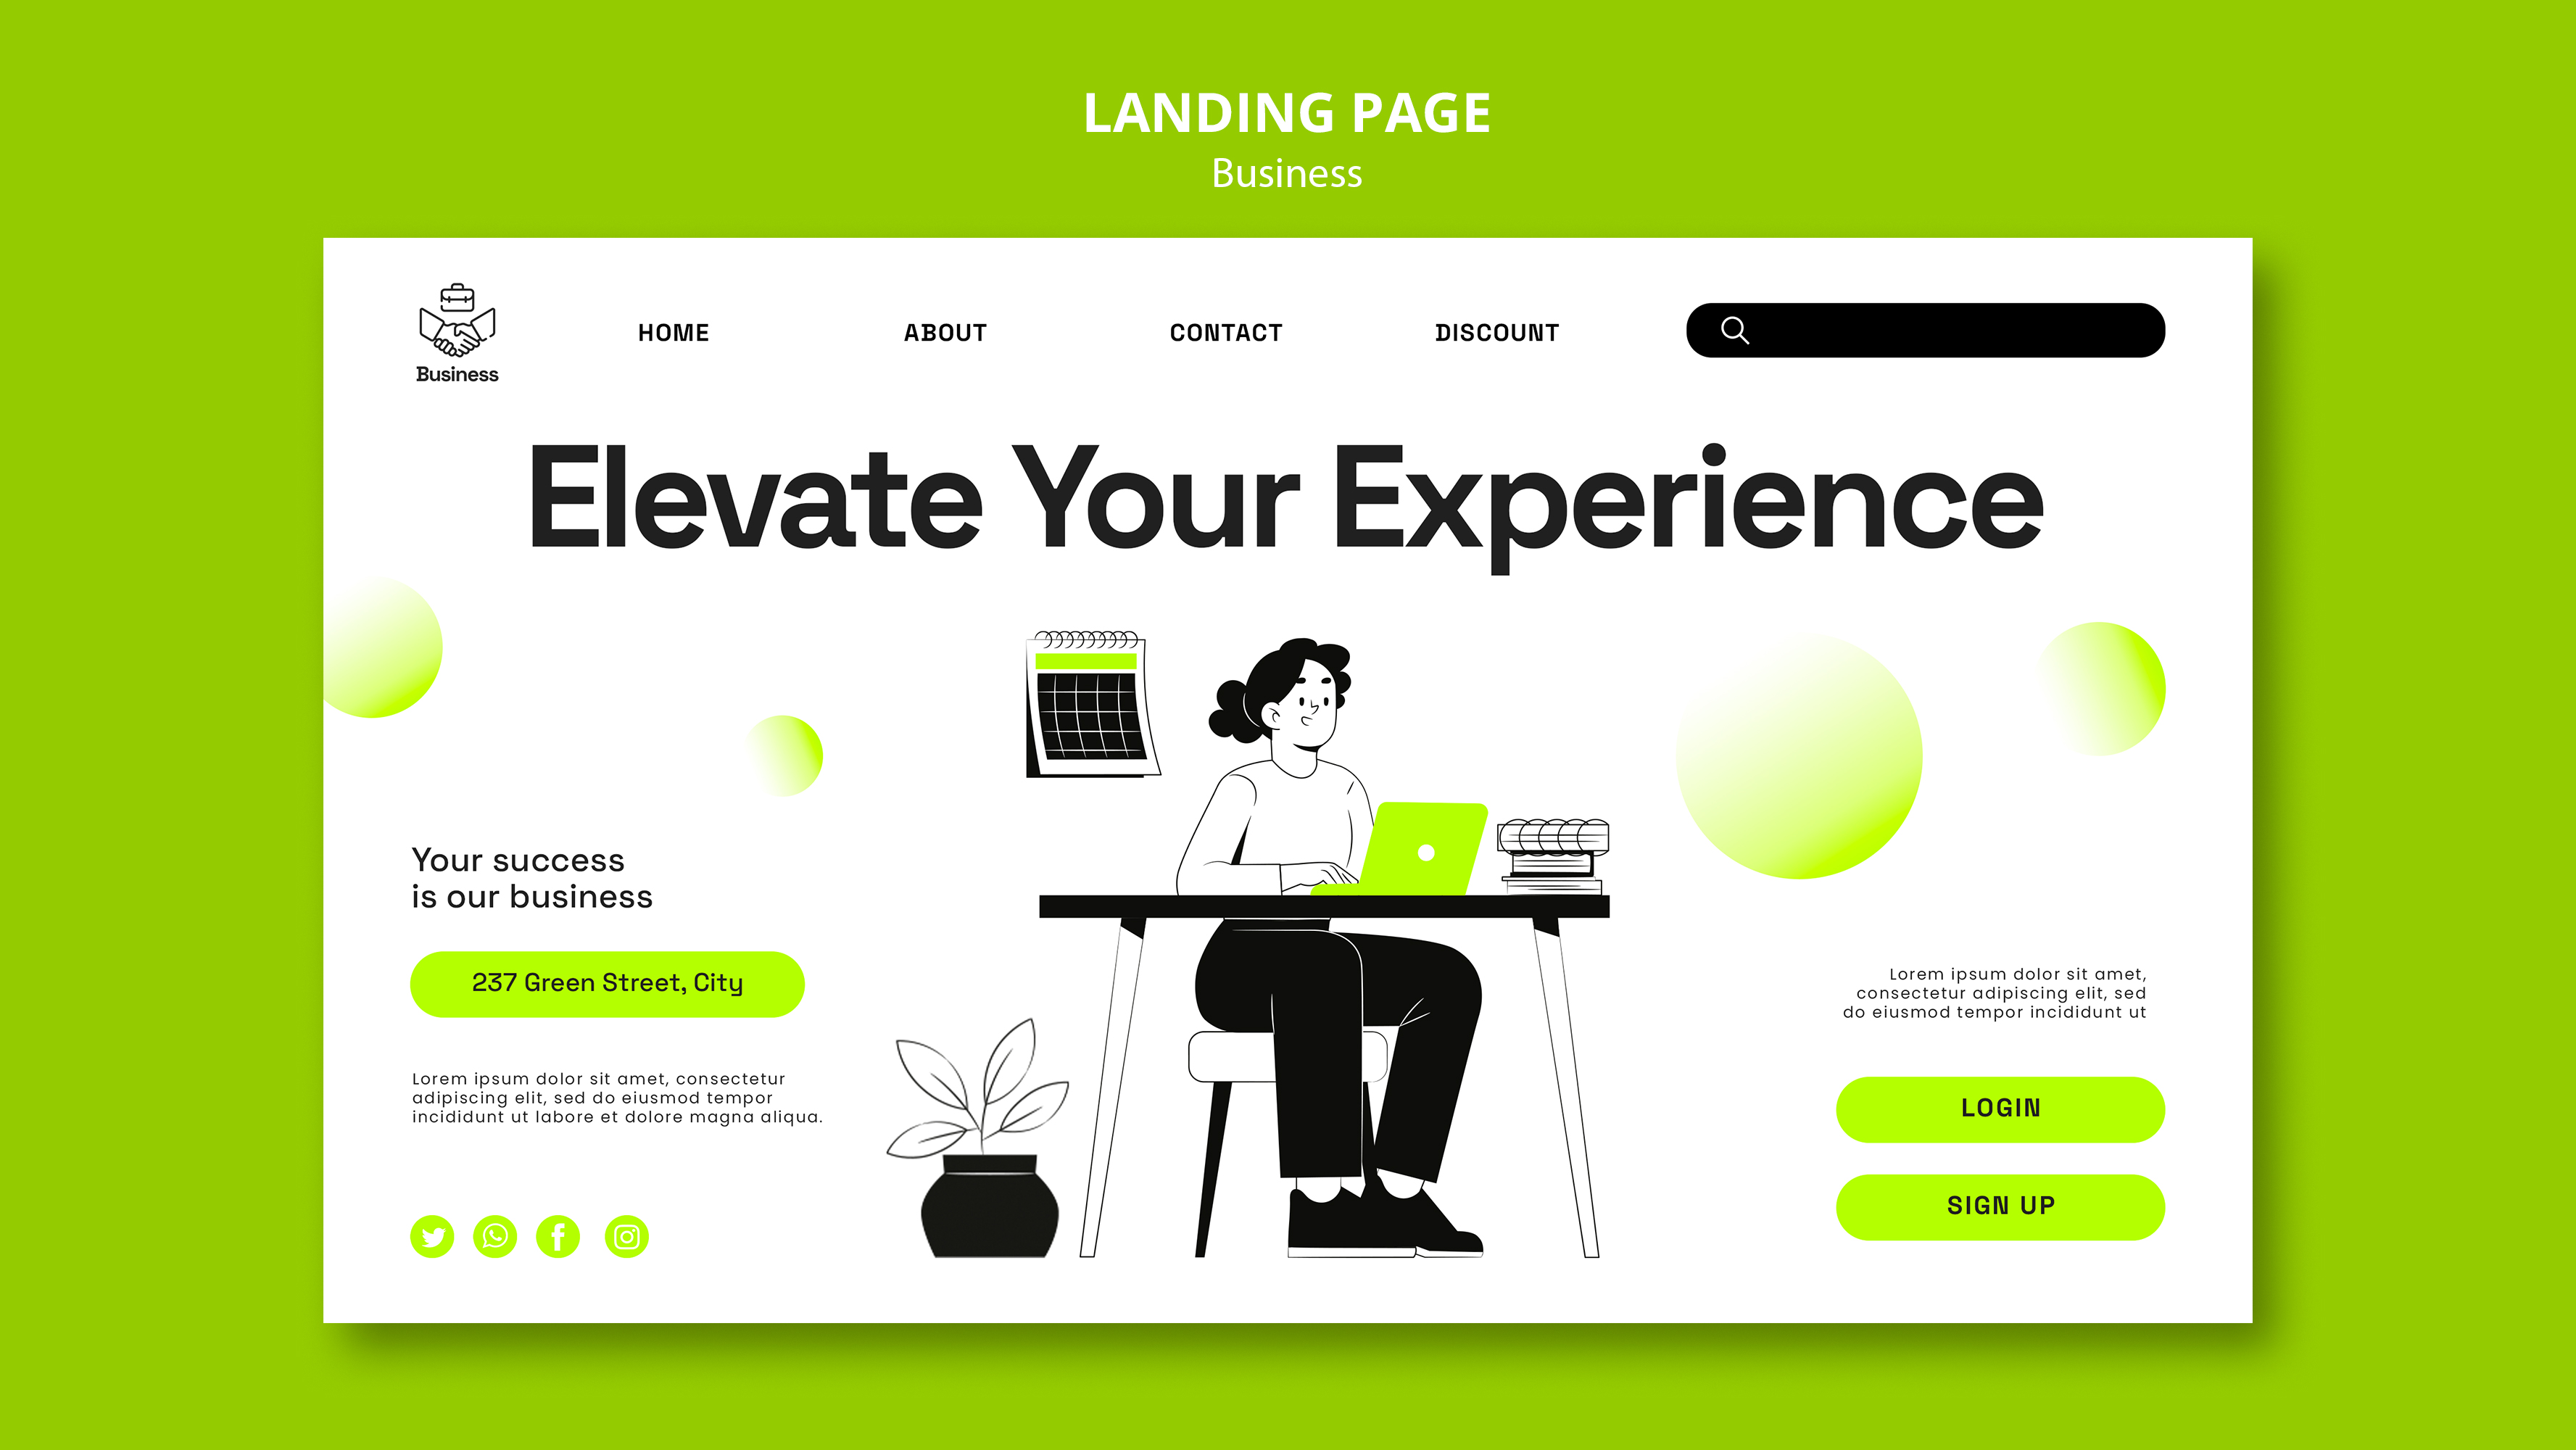 LANDING PAGE
Business
Business
HOME ABOUT CONTACT DISCOUNT
Elevate Your Experience
Your success
is our business
237 Green Street, City
Lorem ipsum dolor sit amet, consectetur
adipiscing elit, sed do eiusmod tempor
incididunt ut labore et dolore magna aliqua.
Lorem ipsum dolor sit amet,
consectetur adipiscing elit, sed
do eiusmod tempor incididunt ut
LOGIN
SIGN UP